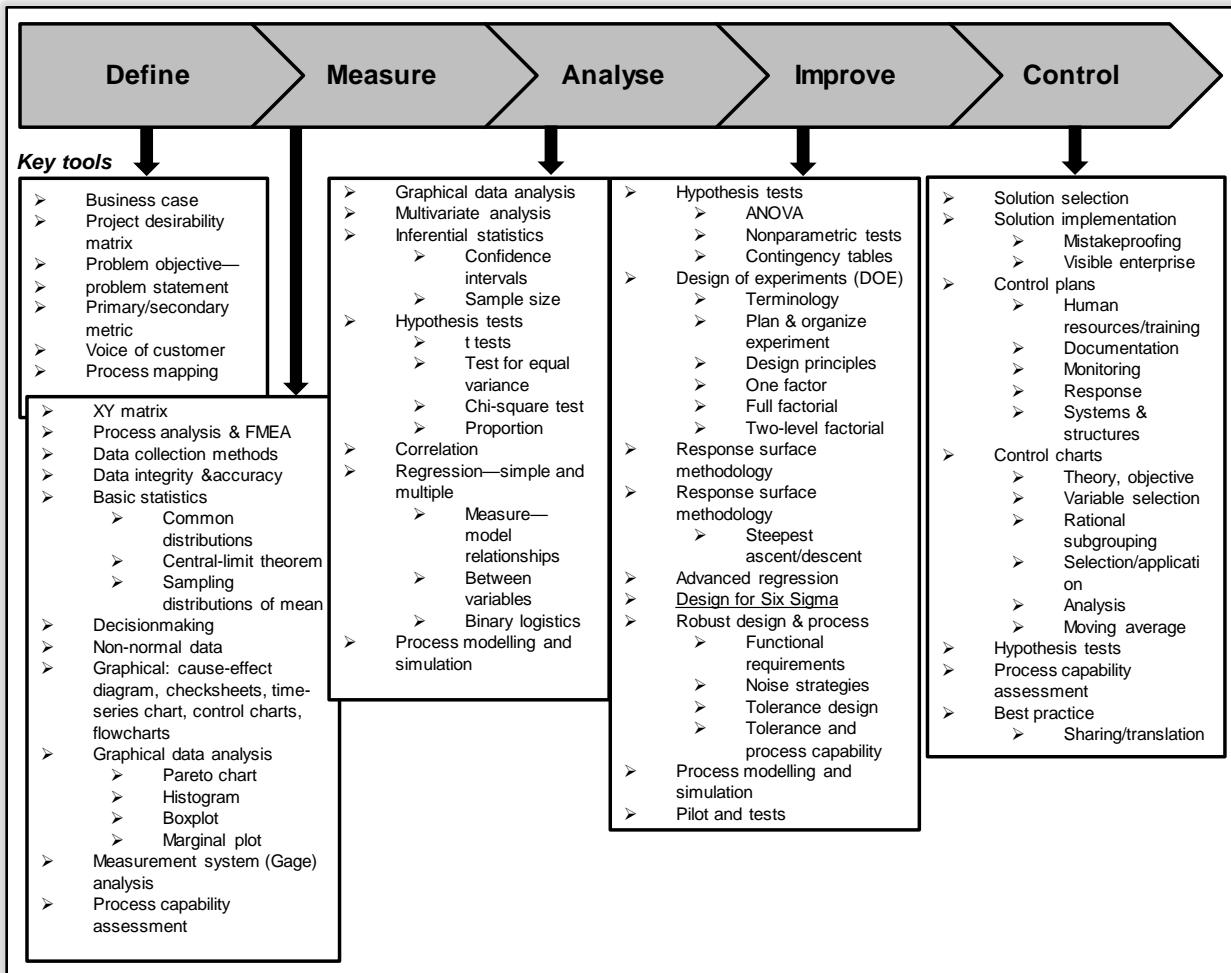 Define
Measure
Analyse
Improve
Control
Key tools
Business case
Project desirability
matrix
Problem objective—
problem statement
Primary/secondary
metric
Voice of customer
Process mapping
XY matrix
Process analysis & FMEA
Data collection methods
Data integrity &accuracy
Basic statistics
Common
distributions
Central-limit theorem
Sampling
distributions of mean
Decisionmaking
Non-normal data
Graphical: cause-effect
diagram, checksheets, time-
series chart, control charts,
flowcharts
Graphical data analysis
Pareto chart
Histogram
Boxplot
Marginal plot
Measurement system (Gage)
analysis
Process capability
assessment
Graphical data analysis
Multivariate analysis
Inferential statistics
Confidence
intervals
Sample size
Hypothesis tests
t tests
Test for equal
variance
Chi-square test
Proportion
Correlation
Regression—simple and
multiple
Measure—
model
relationships
Between
variables
Binary logistics
Process modelling and
simulation
Hypothesis tests
ANOVA
Nonparametric tests
Contingency tables
Design of experiments (DOE)
Terminology
Plan & organize
experiment
Design principles
One factor
Full factorial
Two-level factorial
Response surface
methodology
Response surface
methodology
Steepest
ascent/descent
Advanced regression
Design for Six Sigma
Robust design & process
Functional
requirements
Noise strategies
Tolerance design
Tolerance and
process capability
Process modelling and
simulation
Pilot and tests
Solution selection
Solution implementation
Mistakeproofing
Visible enterprise
Control plans
Human
resources/training
Documentation
Monitoring
Response
Systems &
structures
Control charts
Theory, objective
Variable selection
Rational
subgrouping
Selection/applicati
on
Analysis
Moving average
Hypothesis tests
Process capability
assessment
Best practice
Sharing/translation